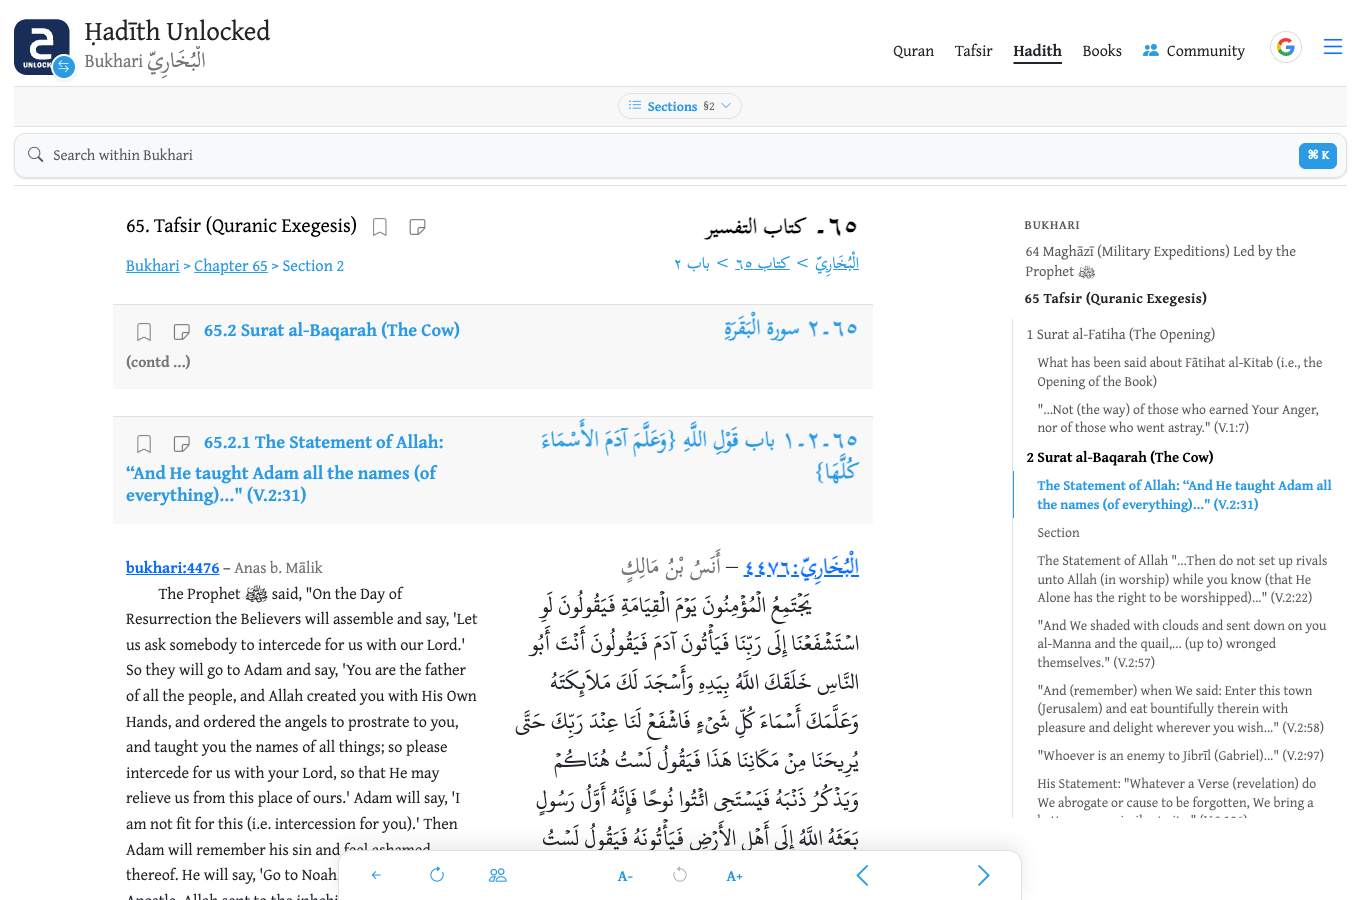 Ḥadīth Unlocked
Bukhari الْبُخَارِيّ
UNLOCK
Quran
Tafsir
Hadith
Books
Community
Sections §2
Search within Bukhari
⌘ K
65. Tafsir (Quranic Exegesis)
٦٥۔ كتاب التفسير
Bukhari > Chapter 65 > Section 2
الْبُخَارِيّ > كتاب ٦٥ > باب ٢
65.2 Surat al-Baqarah (The Cow)
(contd ...)
٦٥۔٢ سورة الْبَقَرَةِ
65.2.1 The Statement of Allah:
“And He taught Adam all the names (of
everything)..." (V.2:31)
٦٥۔٢۔١ باب قَوْلِ اللَّهِ {وَعَلَّمَ آدَمَ الأَسْمَاءَ
كُلَّهَا}
bukhari:4476 – Anas b. Mālik
The Prophet ﷺ said, "On the Day of
Resurrection the Believers will assemble and say, 'Let
us ask somebody to intercede for us with our Lord.'
So they will go to Adam and say, 'You are the father
of all the people, and Allah created you with His Own
Hands, and ordered the angels to prostrate to you,
and taught you the names of all things; so please
intercede for us with your Lord, so that He may
relieve us from this place of ours.' Adam will say, 'I
am not fit for this (i.e. intercession for you).' Then
Adam will remember his sin and feel ashamed
thereof. He will say, 'Go to Noah
الْبُخَارِيّ:٤٤٧٦ – أَنَسُ بْنُ مَالِكٍ
يَجْتَمِعُ الْمُؤْمِنُونَ يَوْمَ الْقِيَامَةِ فَيَقُولُونَ لَوِ
اسْتَشْفَعْنَا إِلَى رَبِّنَا فَيَأْتُونَ آدَمَ فَيَقُولُونَ أَنْتَ أَبُو
النَّاسِ خَلَقَكَ اللَّهُ بِيَدِهِ وَأَسْجَدَ لَكَ مَلاَئِكَتَهُ
وَعَلَّمَكَ أَسْمَاءَ كُلِّ شَىْءٍ فَاشْفَعْ لَنَا عِنْدَ رَبِّكَ حَتَّى
يُرِيحَنَا مِنْ مَكَانِنَا هَذَا فَيَقُولُ لَسْتُ هُنَاكُمْ
وَيَذْكُرُ ذَنْبَهُ فَيَسْتَحِي ائْتُوا نُوحًا فَإِنَّهُ أَوَّلُ رَسُولٍ
بَعَثَهُ اللَّهُ إِلَى أَهْلِ الأَرْضِ فَيَأْتُونَهُ فَيَقُولُ لَسْتُ
BUKHARI
64 Maghāzī (Military Expeditions) Led by the
Prophet ﷺ
65 Tafsir (Quranic Exegesis)
1 Surat al-Fatiha (The Opening)
What has been said about Fātihat al-Kitab (i.e., the
Opening of the Book)
"...Not (the way) of those who earned Your Anger,
nor of those who went astray." (V.1:7)
2 Surat al-Baqarah (The Cow)
The Statement of Allah: “And He taught Adam all
the names (of everything)..." (V.2:31)
Section
The Statement of Allah "...Then do not set up rivals
unto Allah (in worship) while you know (that He
Alone has the right to be worshipped)..." (V.2:22)
"And We shaded with clouds and sent down on you
al-Manna and the quail,... (up to) wronged
themselves." (V.2:57)
"And (remember) when We said: Enter this town
(Jerusalem) and eat bountifully therein with
pleasure and delight wherever you wish..." (V.2:58)
"Whoever is an enemy to Jibrīl (Gabriel)..." (V.2:97)
His Statement: "Whatever a Verse (revelation) do
We abrogate or cause to be forgotten, We bring a
A-
A+